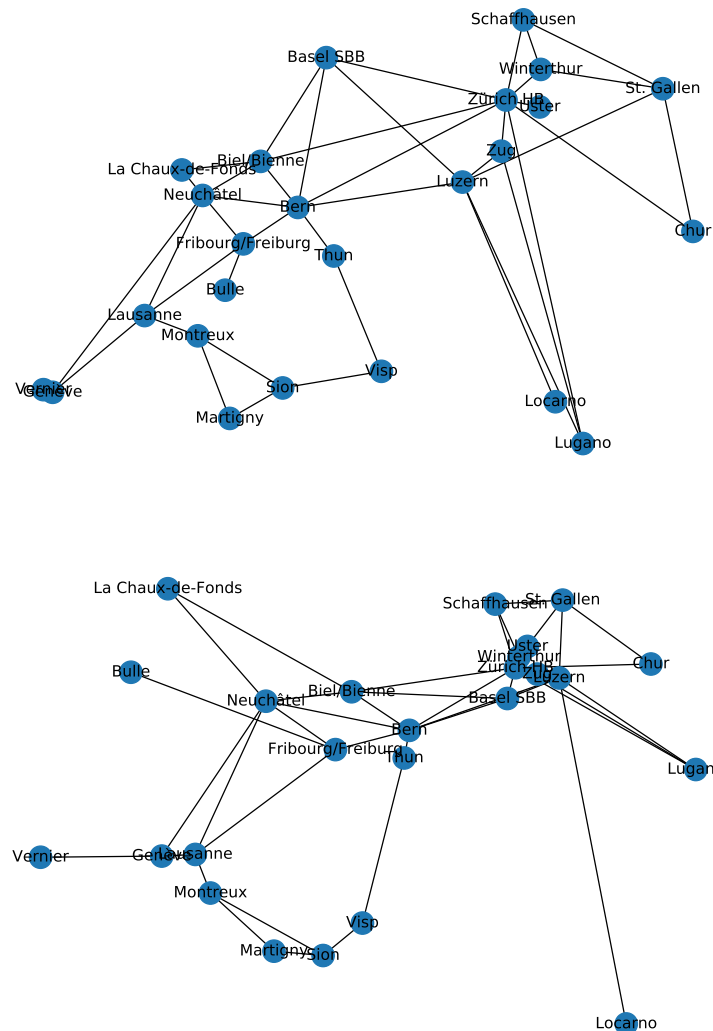 Schaffhausen
Basel SBB
Winterthur
St. Gallen
Zürich HB
Uster
Zug
Biel/Bienne
La Chaux-de-Fonds
Luzern
Neuchâtel
Bern
Chur
Fribourg/Freiburg
Thun
Bulle
Lausanne
Montreux
Visp
Sion
Vernier
Genève
Locarno
Martigny
Lugano
La Chaux-de-Fonds
Schaffhausen
St. Gallen
Uster
Winterthur
Chur
Zürich HB
Bulle
Zug
Luzern
Biel/Bienne
Basel SBB
Neuchâtel
Bern
Fribourg/Freiburg
Thun
Lugano
Vernier
Genève
Lausanne
Montreux
Visp
Martigny
Sion
Locarno